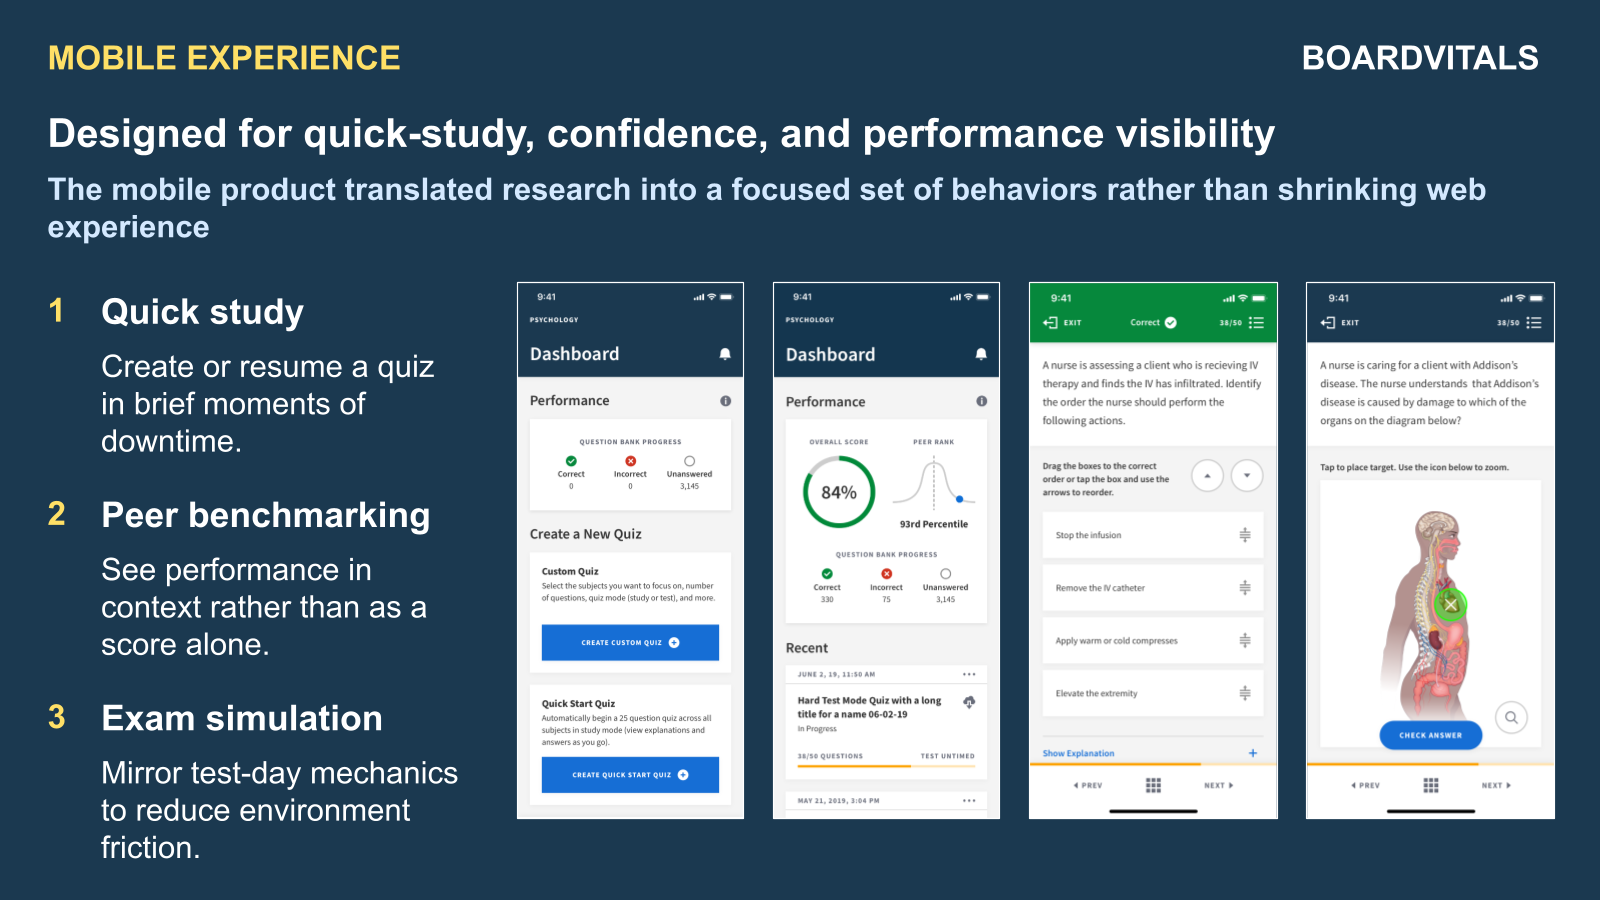 MOBILE EXPERIENCE
BOARDVITALS
Designed for quick-study, confidence, and performance visibility
The mobile product translated research into a focused set of behaviors rather than shrinking web
experience
1 Quick study
Create or resume a quiz
in brief moments of
downtime.
2 Peer benchmarking
See performance in
context rather than as a
score alone.
3 Exam simulation
Mirror test-day mechanics
to reduce environment
friction.
9:41
PSYCHOLOGY
Dashboard
Performance
QUESTION BANK PROGRESS
Correct Incorrect Unanswered
0 0 3,145
Create a New Quiz
Custom Quiz
Select the subjects you want to focus on, number
of questions, quiz mode (study or test), and more.
CREATE CUSTOM QUIZ
Quick Start Quiz
Automatically begin a 25 question quiz across all
subjects in study mode (view explanations and
answers as you go).
CREATE QUICK START QUIZ
9:41
PSYCHOLOGY
Dashboard
Performance
OVERALL SCORE PEER RANK
84%
93rd Percentile
QUESTION BANK PROGRESS
Correct Incorrect Unanswered
330 75 3,145
Recent
JUNE 2, 19, 11:50 AM
Hard Test Mode Quiz with a long
title for a name 06-02-19
In Progress
38/50 QUESTIONS TEST UNTIMED
MAY 21, 2019, 3:04 PM
9:41
EXIT Correct 38/50
A nurse is assessing a client who is recieving IV
therapy and finds the IV has infiltrated. Identify
the order the nurse should perform the
following actions.
Drag the boxes to the correct
order or tap the box and use the
arrows to reorder.
Stop the infusion
Remove the IV catheter
Apply warm or cold compresses
Elevate the extremity
Show Explanation +
PREV NEXT
9:41
EXIT 38/50
A nurse is caring for a client with Addison's
disease. The nurse understands that Addison's
disease is caused by damage to which of the
organs on the diagram below?
Tap to place target. Use the icon below to zoom.
CHECK ANSWER
PREV NEXT